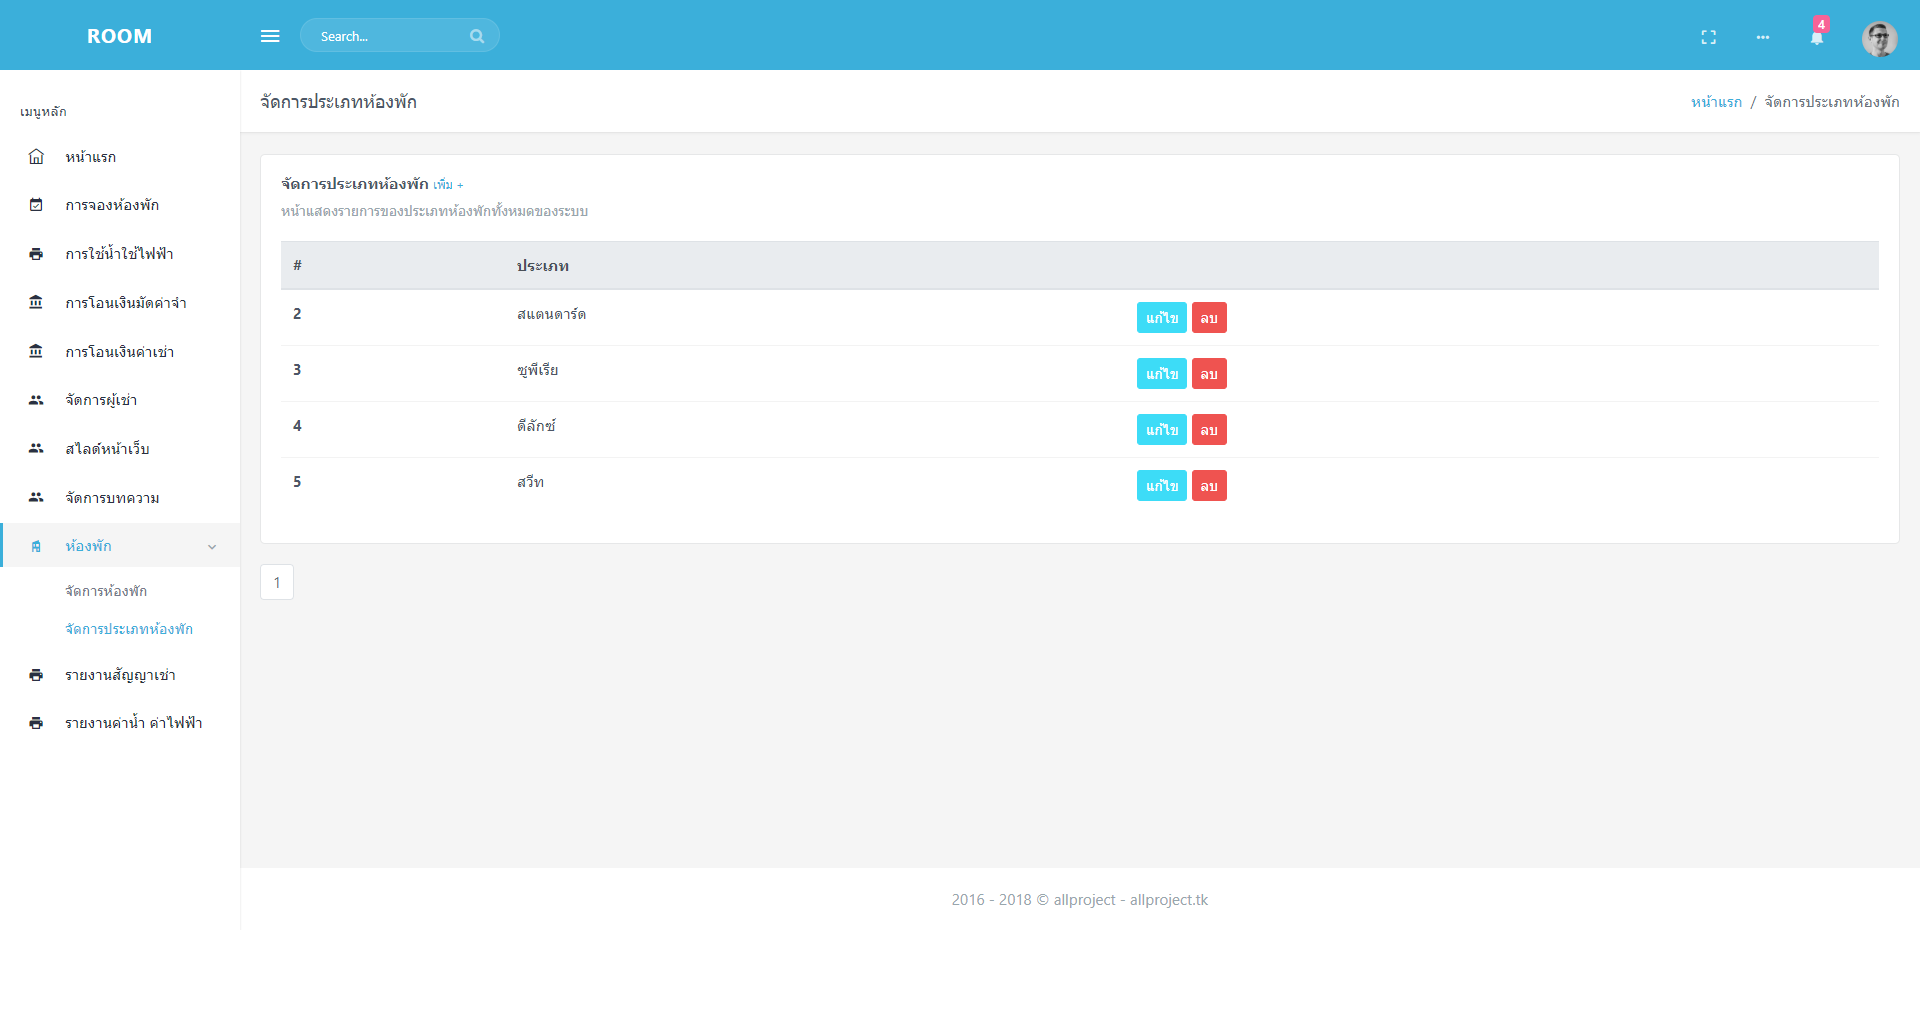 ROOM
Search...
4
เมนูหลัก
หน้าแรก
การจองห้องพัก
การใช้น้ำใช้ไฟฟ้า
การโอนเงินมัดค่าจำ
การโอนเงินค่าเช่า
จัดการผู้เช่า
สไลด์หน้าเว็บ
จัดการบทความ
ห้องพัก
จัดการห้องพัก
จัดการประเภทห้องพัก
รายงานสัญญาเช่า
รายงานค่าน้ำ ค่าไฟฟ้า
จัดการประเภทห้องพัก
หน้าแรก / จัดการประเภทห้องพัก
จัดการประเภทห้องพัก เพิ่ม +
หน้าแสดงรายการของประเภทห้องพักทั้งหมดของระบบ
# ประเภท
2 สแตนดาร์ด แก้ไข ลบ
3 ซูพีเรีย แก้ไข ลบ
4 ดีลักซ์ แก้ไข ลบ
5 สวีท แก้ไข ลบ
1
2016 - 2018 © allproject - allproject.tk